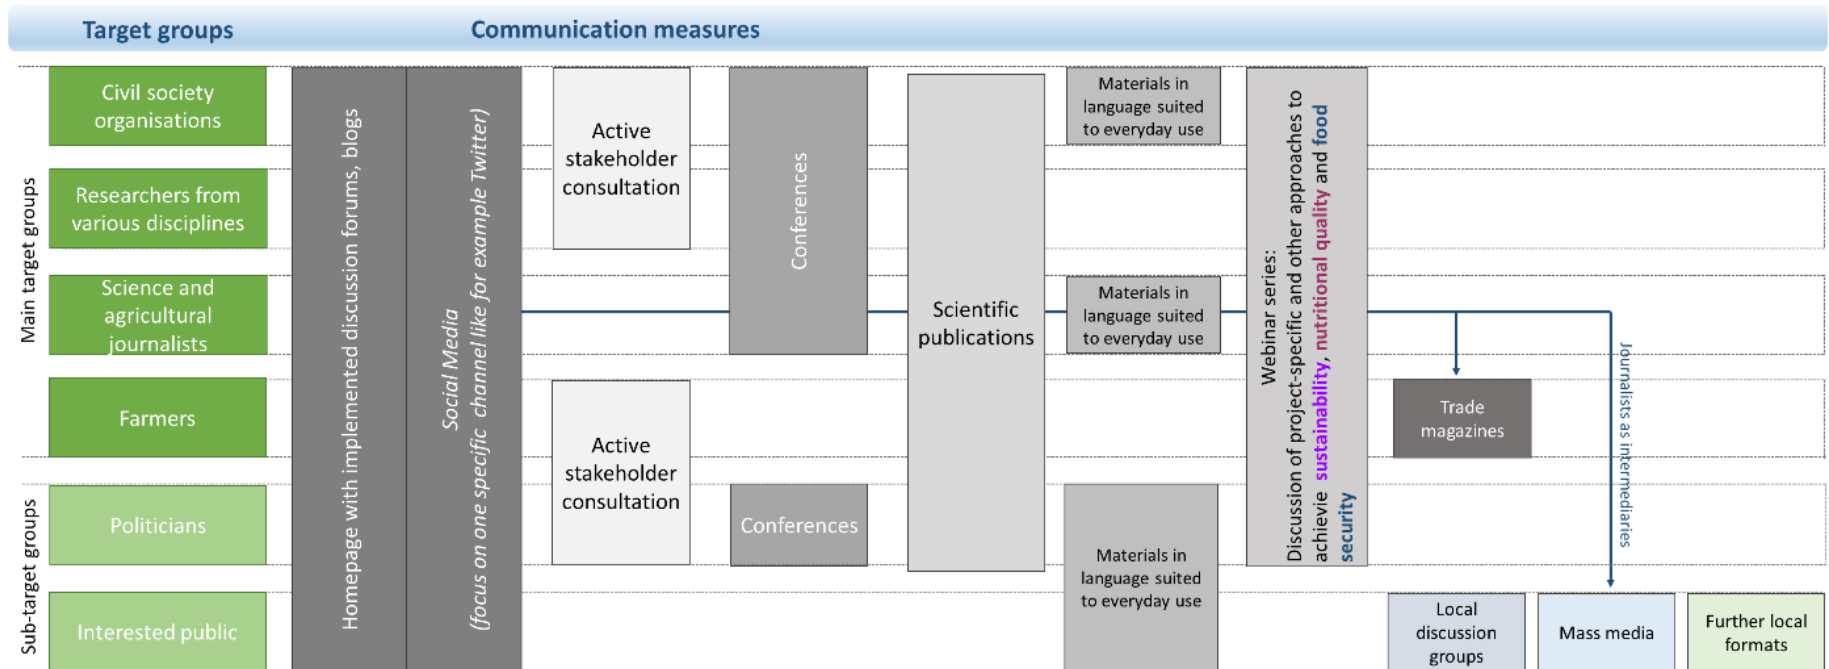 Target groups
Communication measures
Main target groups
Sub-target groups
Civil society
organisations
Researchers from
various disciplines
Science and
agricultural
journalists
Farmers
Politicians
Interested public
Homepage with implemented discussion forums, blogs
Social Media
(focus on one specific channel like for example Twitter)
Active
stakeholder
consultation
Active
stakeholder
consultation
Conferences
Conferences
Scientific
publications
Materials in
language suited
to everyday use
Materials in
language suited
to everyday use
Materials in
language suited
to everyday use
Webinar series:
Discussion of project-specific and other approaches to
achievie sustainability, nutritional quality and food
security
Trade
magazines
Journalists as intermediaries
Local
discussion
groups
Mass media
Further local
formats